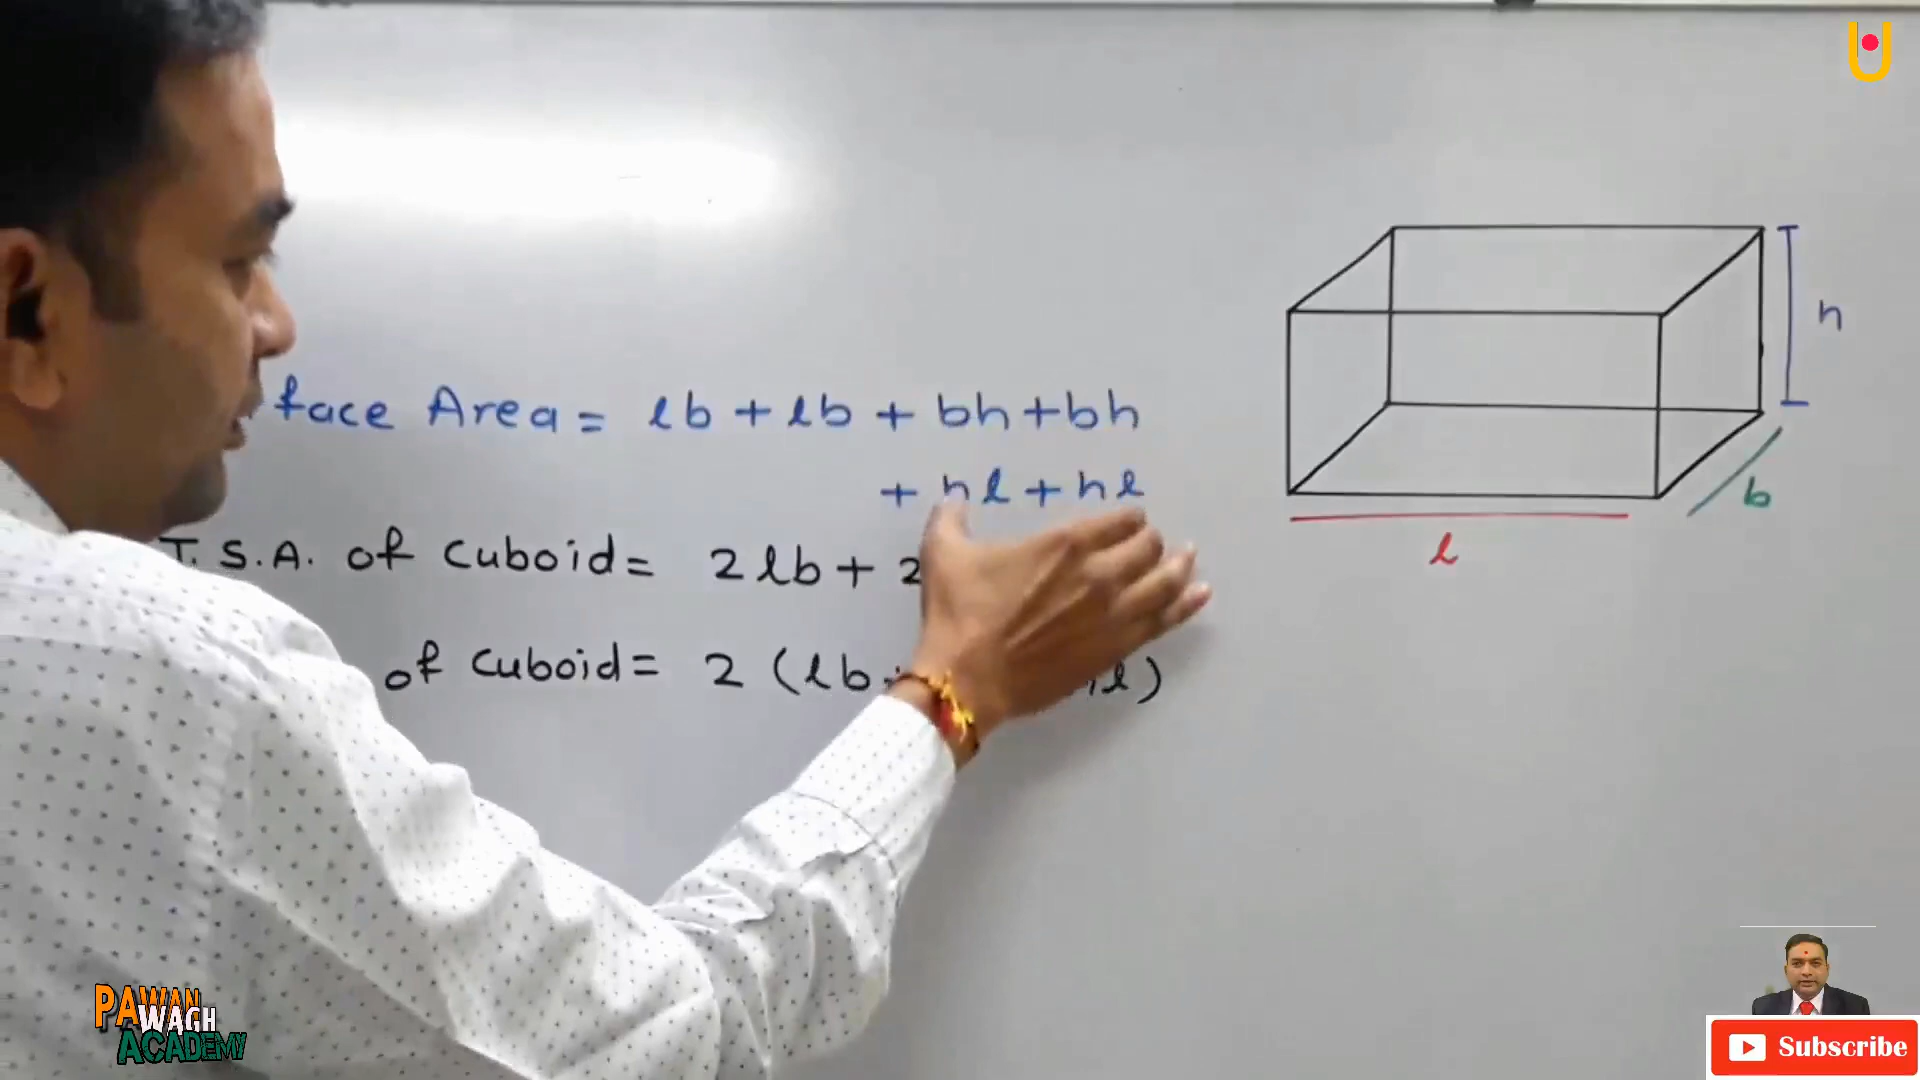 face Area = lb + lb + bh + bh
+ hl + hl
T.S.A. of Cuboid = 2lb + 2
of Cuboid = 2 (lb + hl)
h
b
l
PAWAN
WAGH
ACADEMY
Subscribe